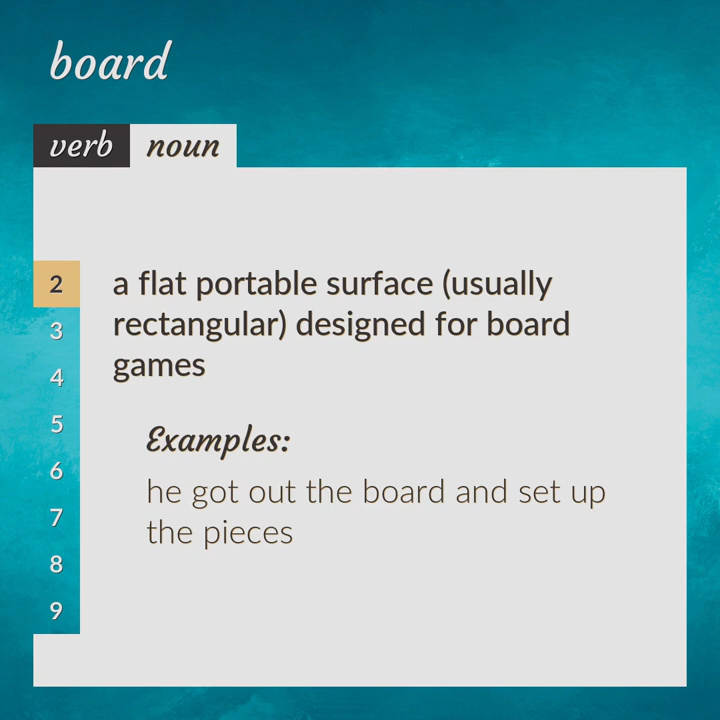 board
verb noun
2
a flat portable surface (usually
rectangular) designed for board
games
3
4
5
6
7
8
9
Examples:
he got out the board and set up
the pieces